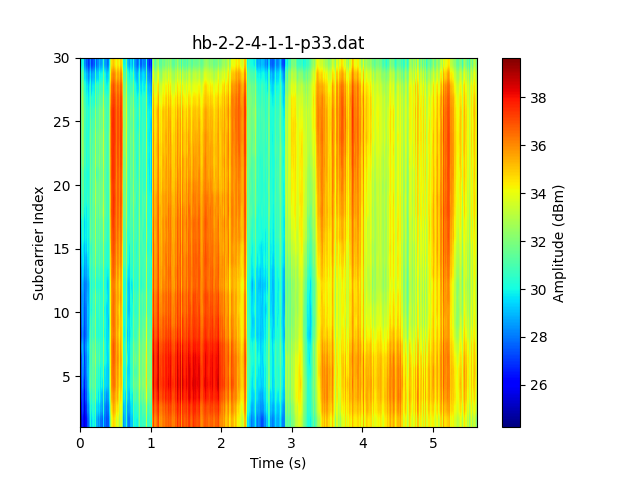 hb-2-2-4-1-1-p33.dat
30
25
20
15
10
5
Subcarrier Index
0 1 2 3 4 5
Time (s)
38
36
34
32
30
28
26
Amplitude (dBm)